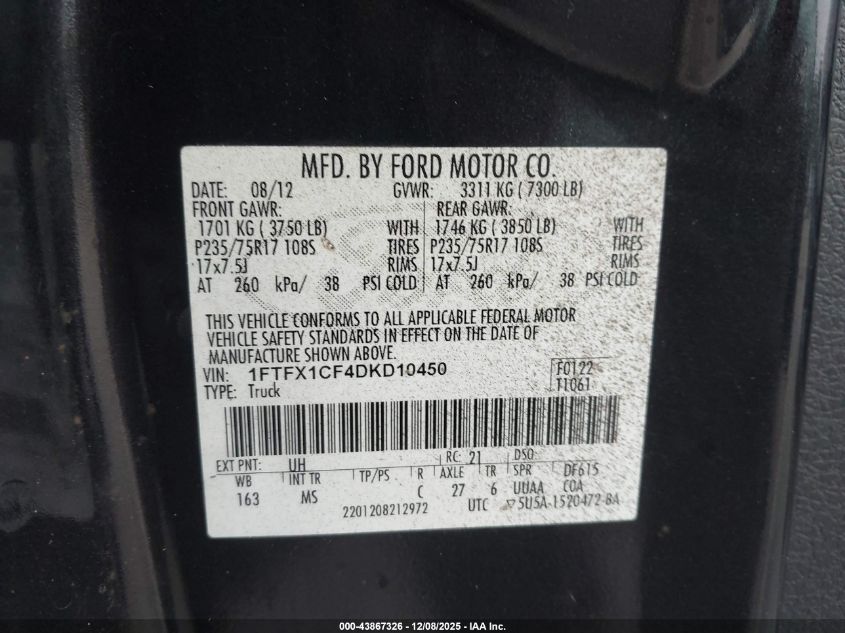 MFD. BY FORD MOTOR CO.
DATE: 08/12 GVWR: 3311 KG ( 7300 LB)
FRONT GAWR: REAR GAWR:
1701 KG ( 3750 LB) WITH 1746 KG ( 3850 LB) WITH
P235/75R17 108S TIRES P235/75R17 108S TIRES
17x7.5J RIMS 17x7.5J RIMS
AT 260 kPa/ 38 PSI COLD AT 260 kPa/ 38 PSI COLD
THIS VEHICLE CONFORMS TO ALL APPLICABLE FEDERAL MOTOR
VEHICLE SAFETY STANDARDS IN EFFECT ON THE DATE OF
MANUFACTURE SHOWN ABOVE.
VIN: 1FTFX1CF4DKD10450 F0122
TYPE: Truck T1061
EXT PNT: UH RC: 21 DSO:
WB INT TR TP/PS R AXLE TR SPR DF615
163 MS C 27 6 UUAA COA
2201208212972 UTC ▽5U5A-1520472-BA
000-43867326 | 12/08/2025 - IAA Inc.